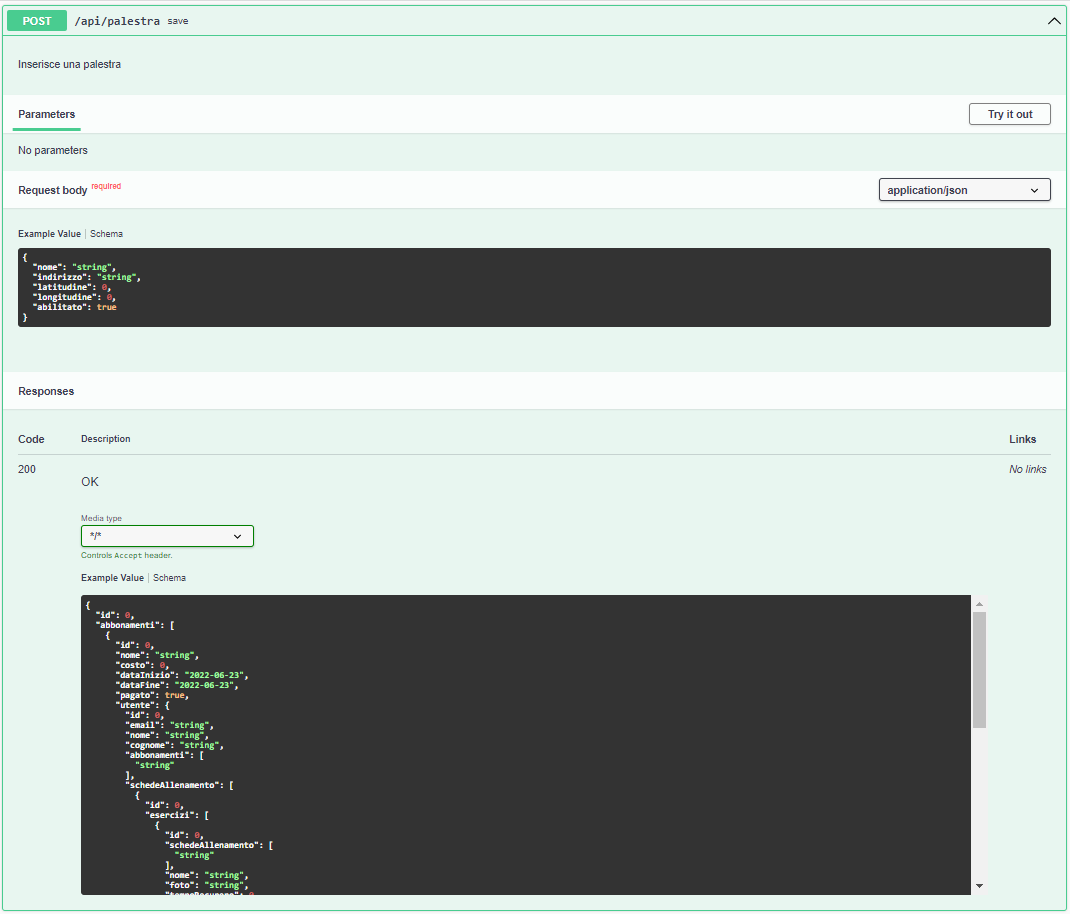 POST /api/palestra save
Inserisce una palestra
Parameters
Try it out
No parameters
Request body required
application/json
Example Value | Schema
{
  "nome": "string",
  "indirizzo": "string",
  "latitudine": 0,
  "longitudine": 0,
  "abilitato": true
}
Responses
Code Description Links
200 OK No links
Media type
*/*
Controls Accept header.
Example Value | Schema
{
  "id": 0,
  "abbonamenti": [
    {
      "id": 0,
      "nome": "string",
      "costo": 0,
      "dataInizio": "2022-06-23",
      "dataFine": "2022-06-23",
      "pagato": true,
      "utente": {
        "id": 0,
        "email": "string",
        "nome": "string",
        "cognome": "string",
        "abbonamenti": [
          "string"
        ],
        "schedeAllenamento": [
          {
            "id": 0,
            "esercizi": [
              {
                "id": 0,
                "schedeAllenamento": [
                  "string"
                ],
                "nome": "string",
                "foto": "string",
                "tempoRecupero": 0